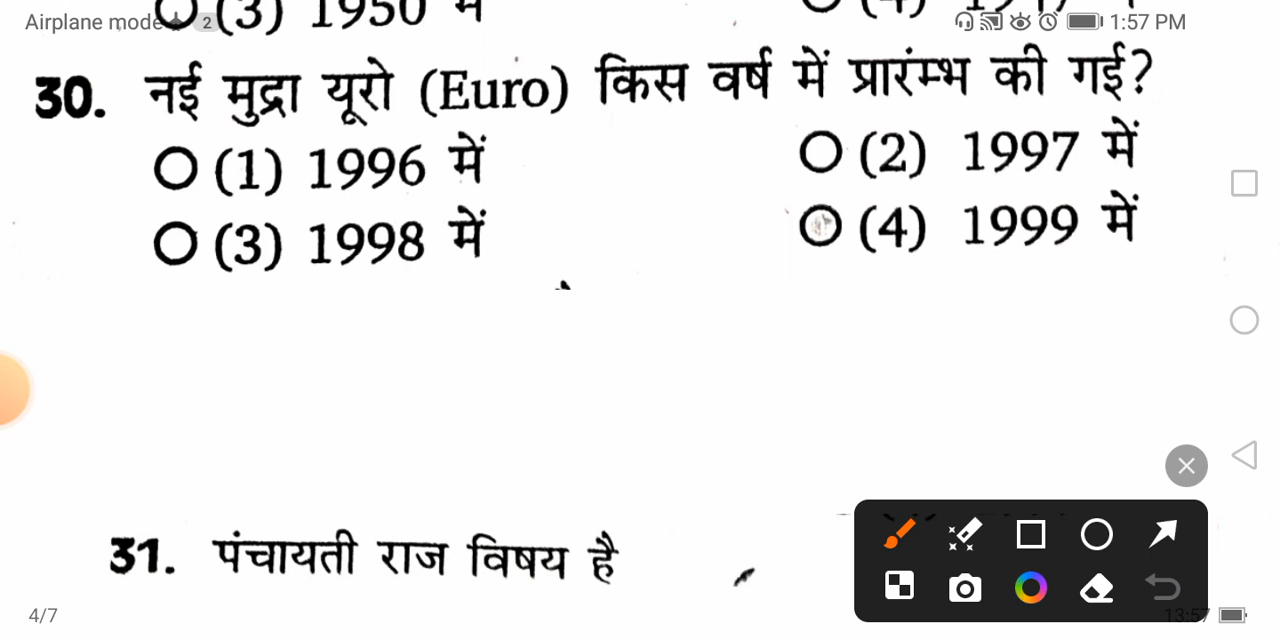 Airplane mode 2 1:57 PM
(3) 1950 में
30. नई मुद्रा यूरो (Euro) किस वर्ष में प्रारंम्भ की गई?
(1) 1996 में (2) 1997 में
(3) 1998 में (4) 1999 में
31. पंचायती राज विषय है
4/7 13:57